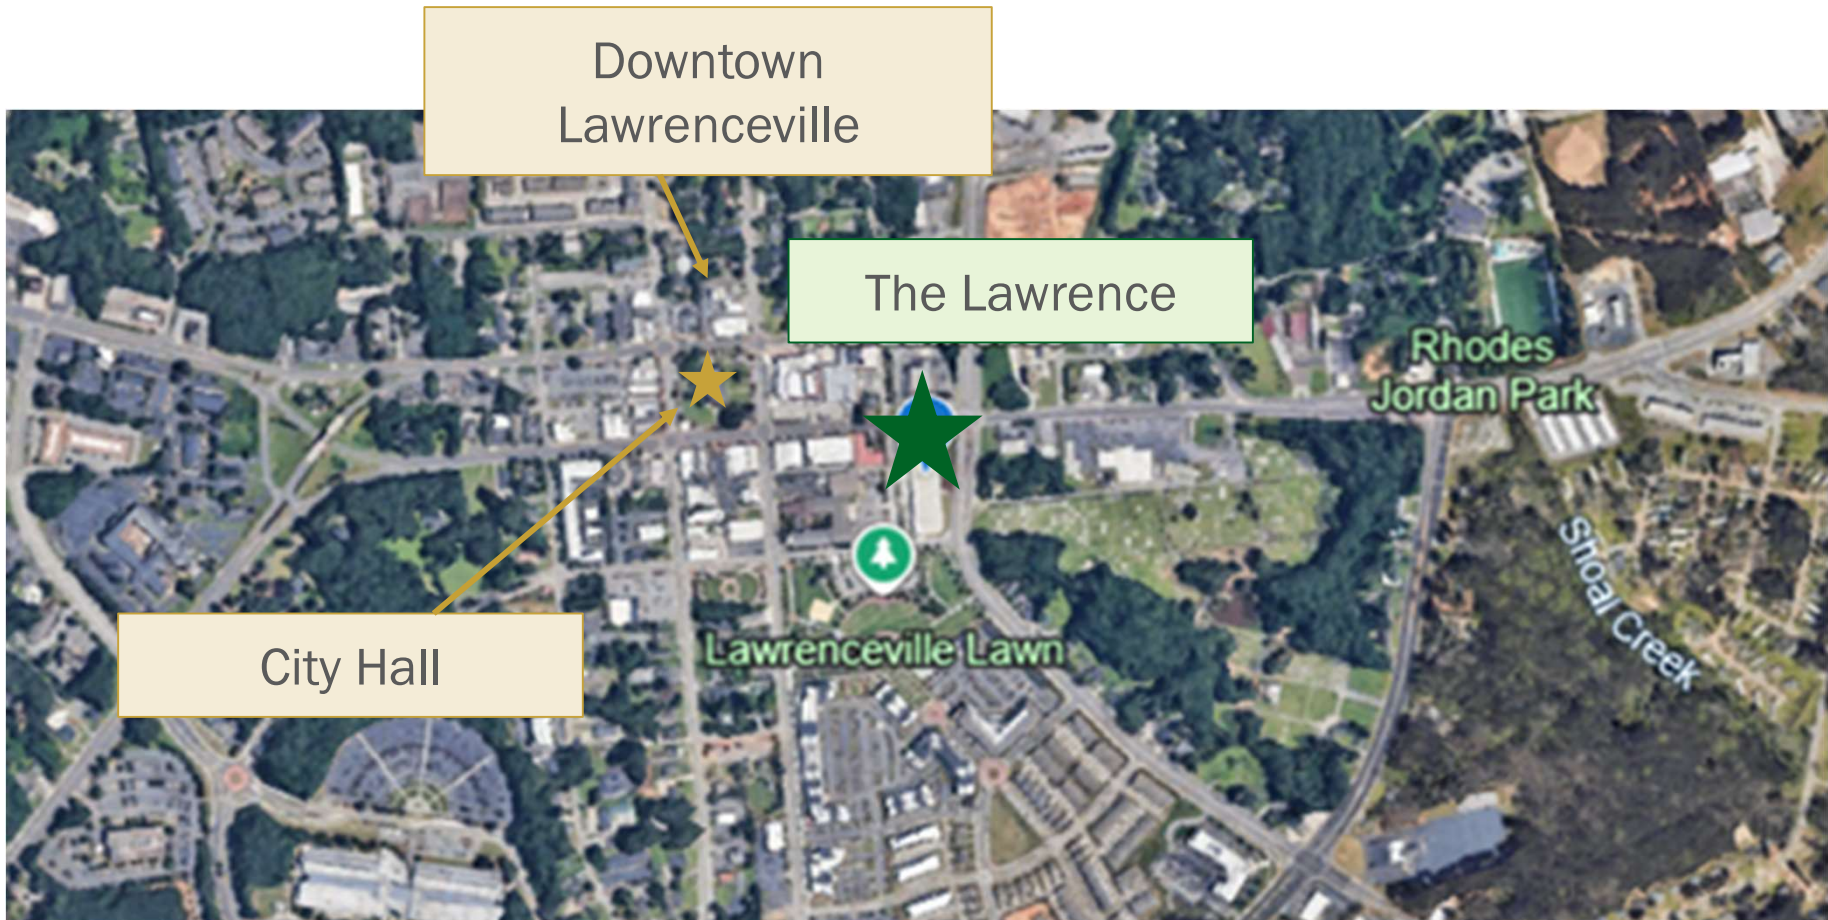 Downtown
Lawrenceville
The Lawrence
Rhodes
Jordan Park
Shoal Creek
City Hall
Lawrenceville Lawn